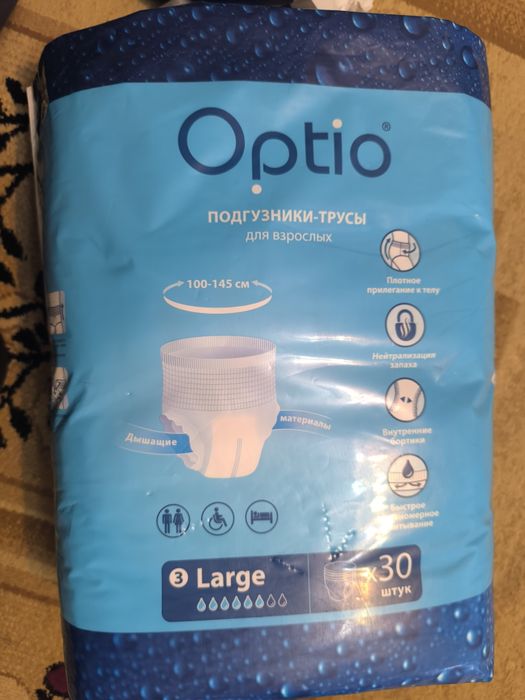 Optio®
ПОДГУЗНИКИ-ТРУСЫ
для взрослых
100-145 см
Плотное
прилегание к телу
Нейтрализация
запаха
Внутренние
бортики
Дышащие
материалы
Быстрое
3 Large
x30
штук